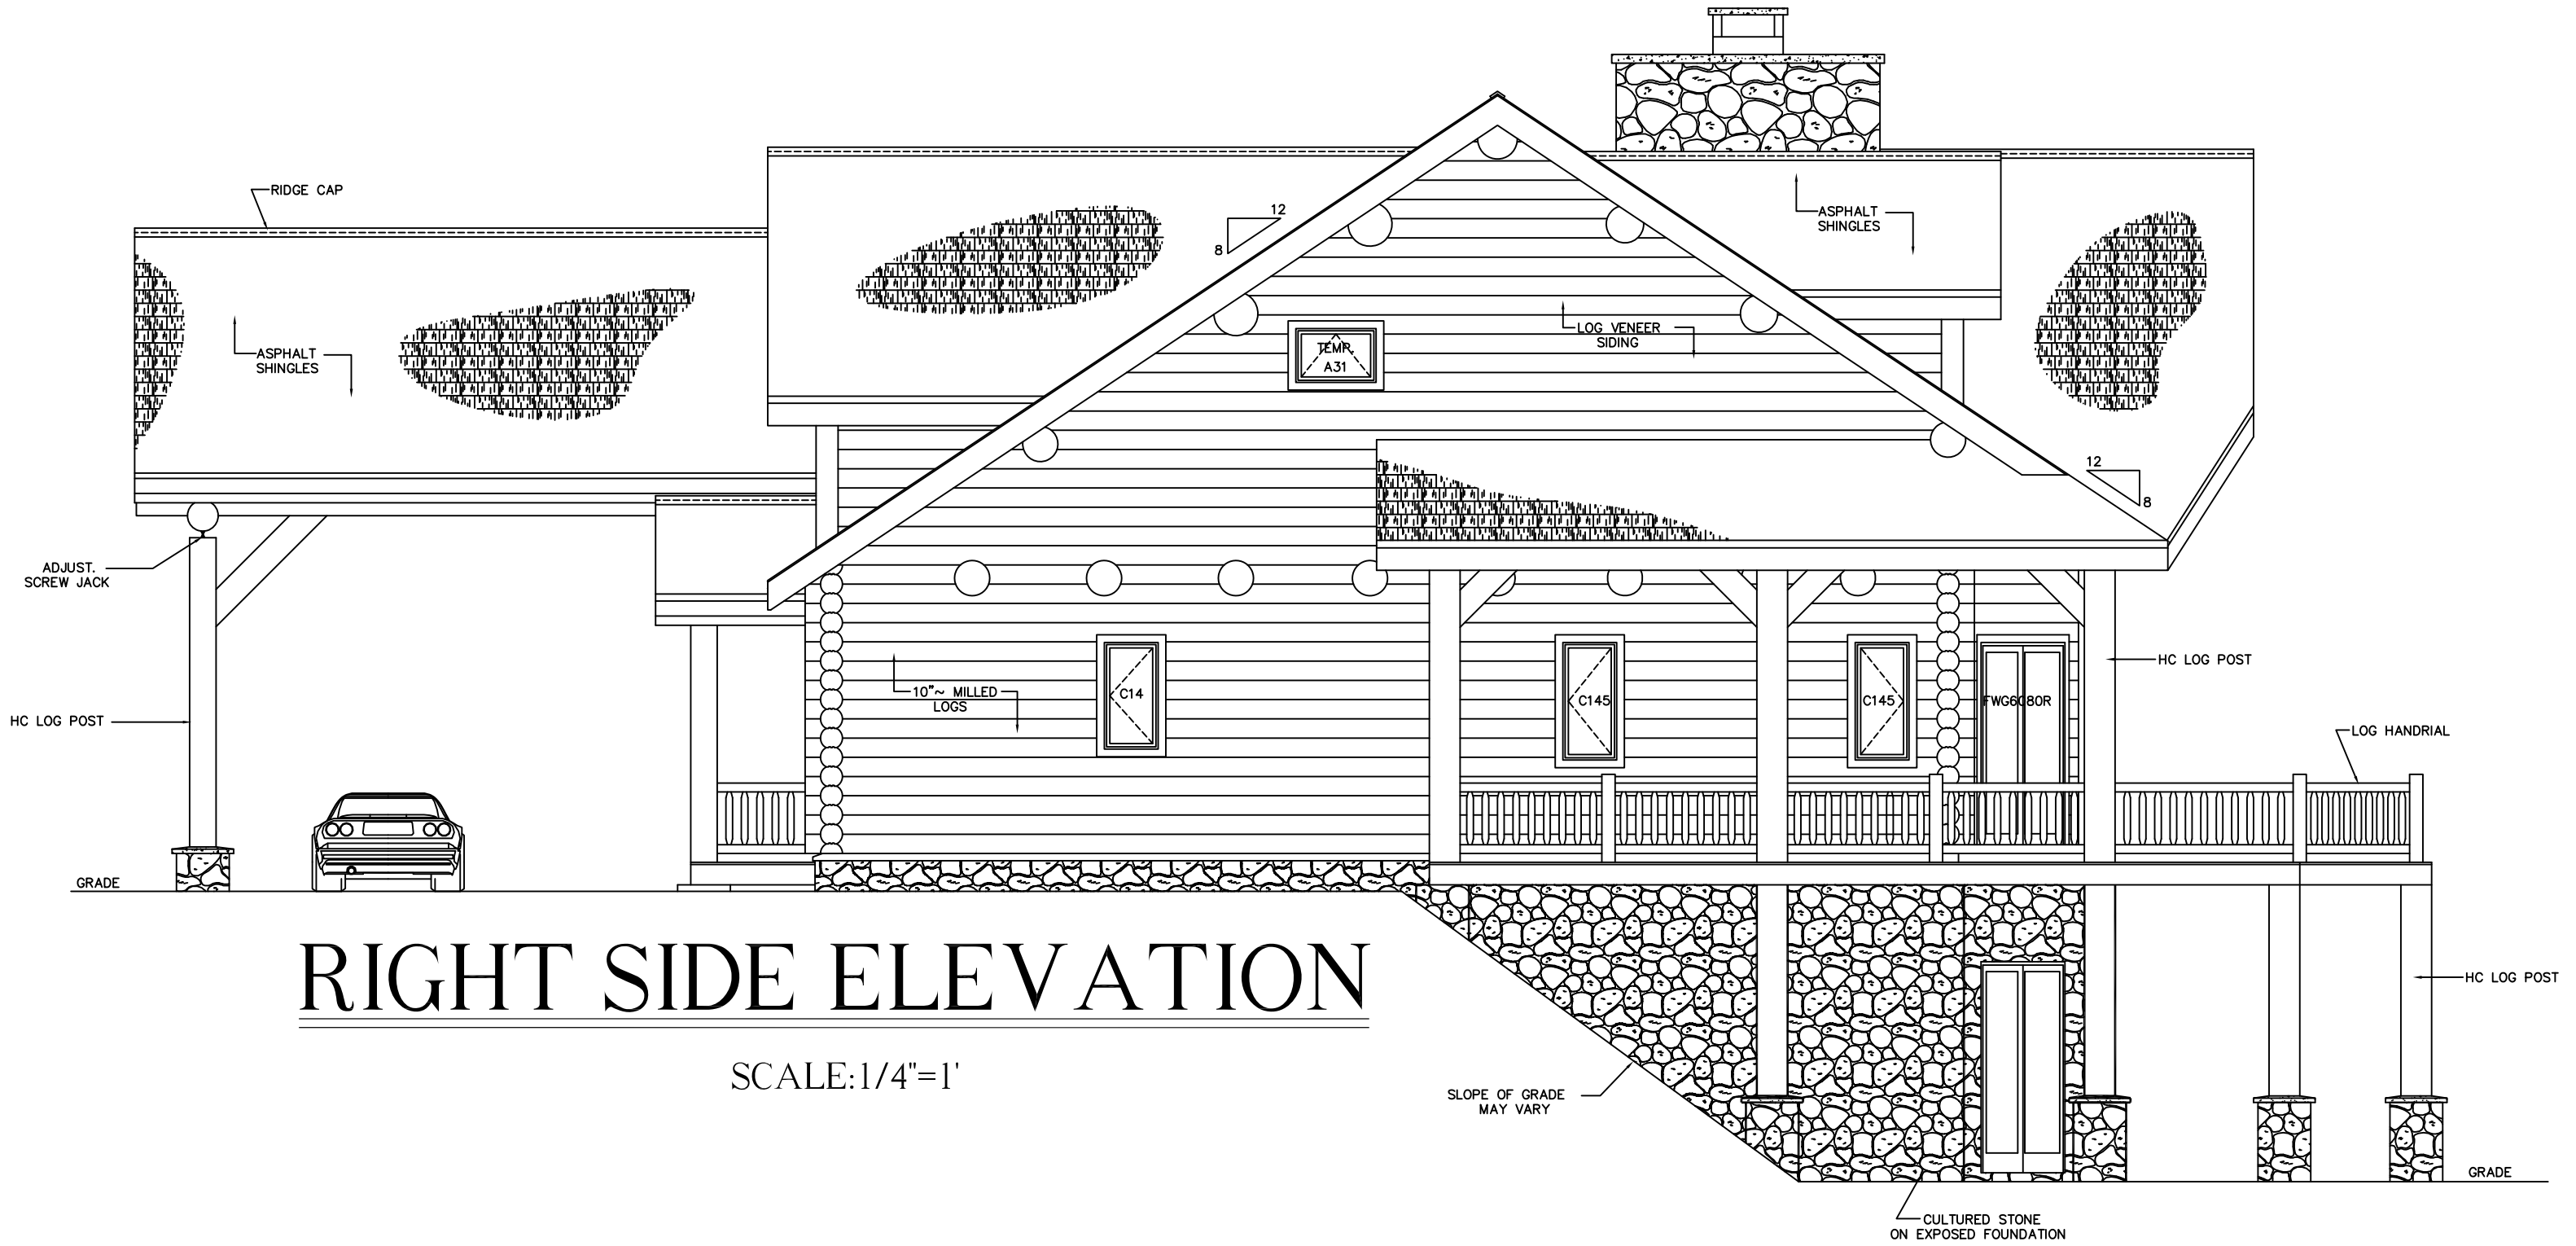 RIDGE CAP
12
8
ASPHALT
SHINGLES
ASPHALT
SHINGLES
LOG VENEER
SIDING
TEMP.
A31
12
8
ADJUST.
SCREW JACK
HC LOG POST
10"~ MILLED
LOGS
C14
C145
C145
FWG6080R
HC LOG POST
LOG HANDRIAL
GRADE
RIGHT SIDE ELEVATION
SCALE:1/4"=1'
SLOPE OF GRADE
MAY VARY
HC LOG POST
GRADE
CULTURED STONE
ON EXPOSED FOUNDATION